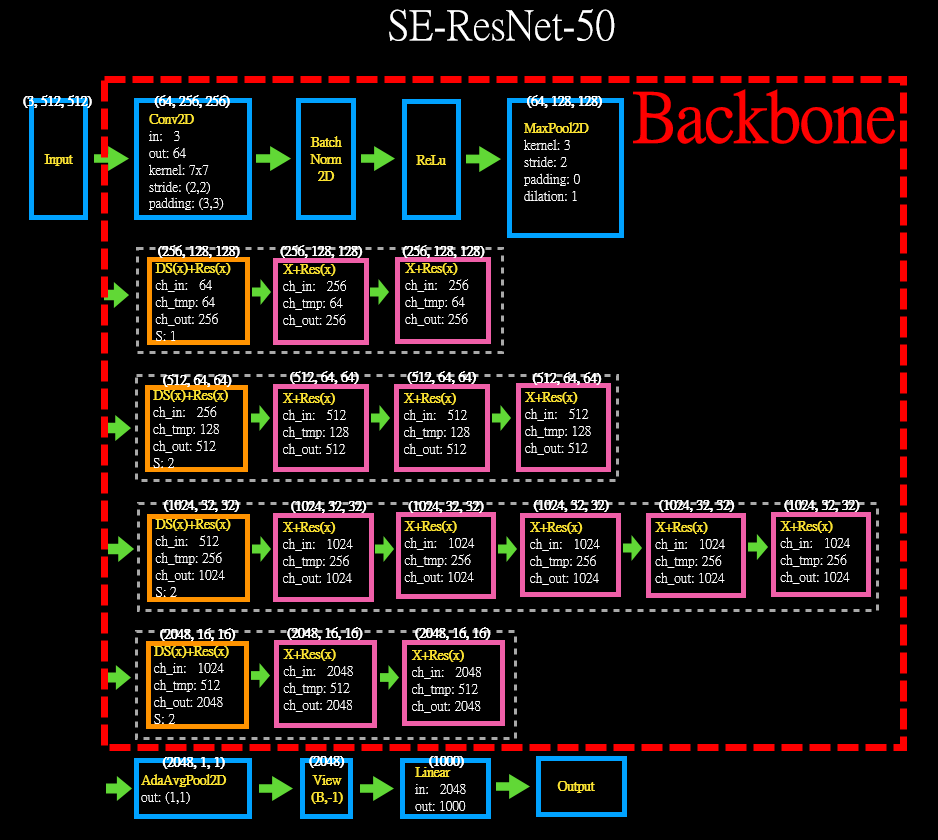 SE-ResNet-50
Backbone
(3, 512, 512)
Input
(64, 256, 256)
Conv2D
in: 3
out: 64
kernel: 7x7
stride: (2,2)
padding: (3,3)
Batch
Norm
2D
ReLu
(64, 128, 128)
MaxPool2D
kernel: 3
stride: 2
padding: 0
dilation: 1
(256, 128, 128)
DS(x)+Res(x)
ch_in: 64
ch_tmp: 64
ch_out: 256
S: 1
(256, 128, 128)
X+Res(x)
ch_in: 256
ch_tmp: 64
ch_out: 256
(256, 128, 128)
X+Res(x)
ch_in: 256
ch_tmp: 64
ch_out: 256
(512, 64, 64)
DS(x)+Res(x)
ch_in: 256
ch_tmp: 128
ch_out: 512
S: 2
(512, 64, 64)
X+Res(x)
ch_in: 512
ch_tmp: 128
ch_out: 512
(512, 64, 64)
X+Res(x)
ch_in: 512
ch_tmp: 128
ch_out: 512
(512, 64, 64)
X+Res(x)
ch_in: 512
ch_tmp: 128
ch_out: 512
(1024, 32, 32)
DS(x)+Res(x)
ch_in: 512
ch_tmp: 256
ch_out: 1024
S: 2
(1024, 32, 32)
X+Res(x)
ch_in: 1024
ch_tmp: 256
ch_out: 1024
(1024, 32, 32)
X+Res(x)
ch_in: 1024
ch_tmp: 256
ch_out: 1024
(1024, 32, 32)
X+Res(x)
ch_in: 1024
ch_tmp: 256
ch_out: 1024
(1024, 32, 32)
X+Res(x)
ch_in: 1024
ch_tmp: 256
ch_out: 1024
(1024, 32, 32)
X+Res(x)
ch_in: 1024
ch_tmp: 256
ch_out: 1024
(2048, 16, 16)
DS(x)+Res(x)
ch_in: 1024
ch_tmp: 512
ch_out: 2048
S: 2
(2048, 16, 16)
X+Res(x)
ch_in: 2048
ch_tmp: 512
ch_out: 2048
(2048, 16, 16)
X+Res(x)
ch_in: 2048
ch_tmp: 512
ch_out: 2048
(2048, 1, 1)
AdaAvgPool2D
out: (1,1)
(2048)
View
(B,-1)
(1000)
Linear
in: 2048
out: 1000
Output